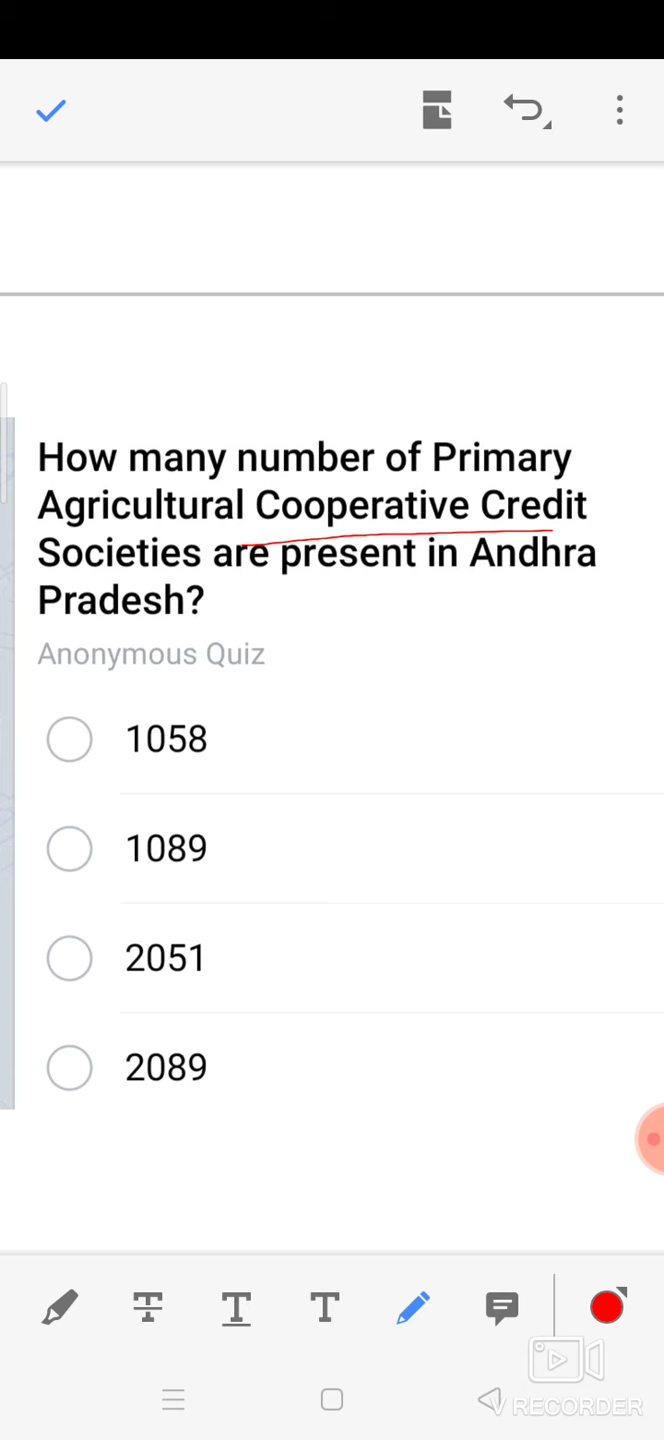 How many number of Primary
Agricultural Cooperative Credit
Societies are present in Andhra
Pradesh?
Anonymous Quiz
1058
1089
2051
2089
T T T
V RECORDER